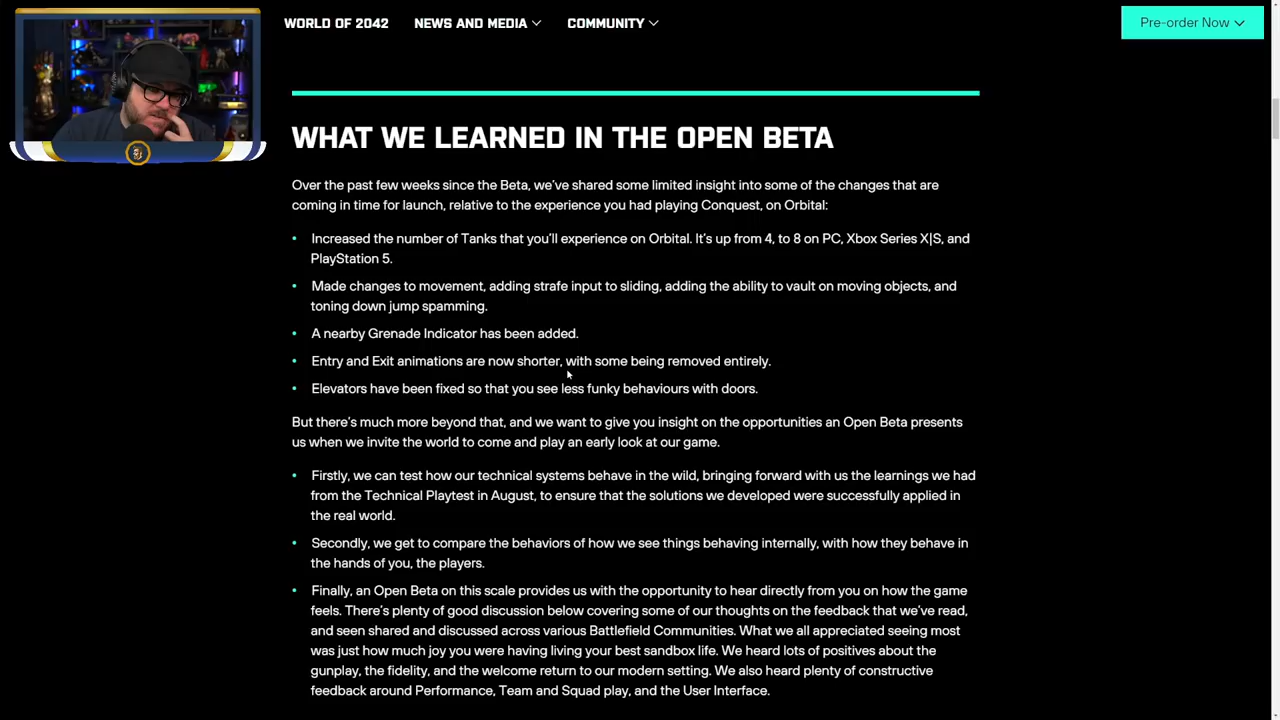 WORLD OF 2042
NEWS AND MEDIA
COMMUNITY
Pre-order Now
WHAT WE LEARNED IN THE OPEN BETA
Over the past few weeks since the Beta, we've shared some limited insight into some of the changes that are
coming in time for launch, relative to the experience you had playing Conquest, on Orbital:
• Increased the number of Tanks that you'll experience on Orbital. It's up from 4, to 8 on PC, Xbox Series X|S, and
PlayStation 5.
• Made changes to movement, adding strafe input to sliding, adding the ability to vault on moving objects, and
toning down jump spamming.
• A nearby Grenade Indicator has been added.
• Entry and Exit animations are now shorter, with some being removed entirely.
• Elevators have been fixed so that you see less funky behaviours with doors.
But there's much more beyond that, and we want to give you insight on the opportunities an Open Beta presents
us when we invite the world to come and play an early look at our game.
• Firstly, we can test how our technical systems behave in the wild, bringing forward with us the learnings we had
from the Technical Playtest in August, to ensure that the solutions we developed were successfully applied in
the real world.
• Secondly, we get to compare the behaviors of how we see things behaving internally, with how they behave in
the hands of you, the players.
• Finally, an Open Beta on this scale provides us with the opportunity to hear directly from you on how the game
feels. There's plenty of good discussion below covering some of our thoughts on the feedback that we've read,
and seen shared and discussed across various Battlefield Communities. What we all appreciated seeing most
was just how much joy you were having living your best sandbox life. We heard lots of positives about the
gunplay, the fidelity, and the welcome return to our modern setting. We also heard plenty of constructive
feedback around Performance, Team and Squad play, and the User Interface.